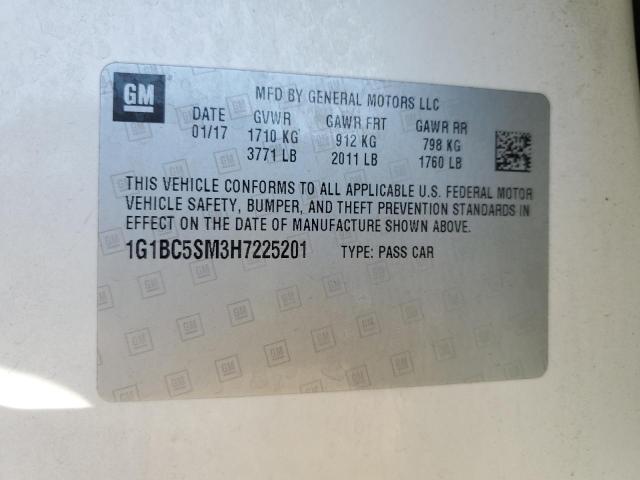 GM
MFD BY GENERAL MOTORS LLC
DATE GVWR GAWR FRT GAWR RR
01/17 1710 KG 912 KG 798 KG
3771 LB 2011 LB 1760 LB
THIS VEHICLE CONFORMS TO ALL APPLICABLE U.S. FEDERAL MOTOR
VEHICLE SAFETY, BUMPER, AND THEFT PREVENTION STANDARDS IN
EFFECT ON THE DATE OF MANUFACTURE SHOWN ABOVE.
1G1BC5SM3H7225201 TYPE: PASS CAR